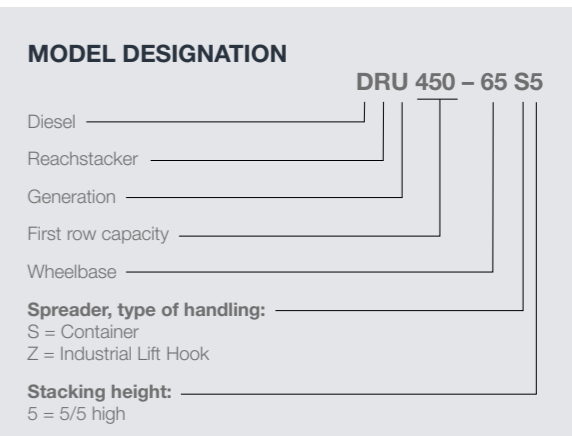 MODEL DESIGNATION
DRU 450 – 65 S5
Diesel
Reachstacker
Generation
First row capacity
Wheelbase
Spreader, type of handling:
S = Container
Z = Industrial Lift Hook
Stacking height:
5 = 5/5 high